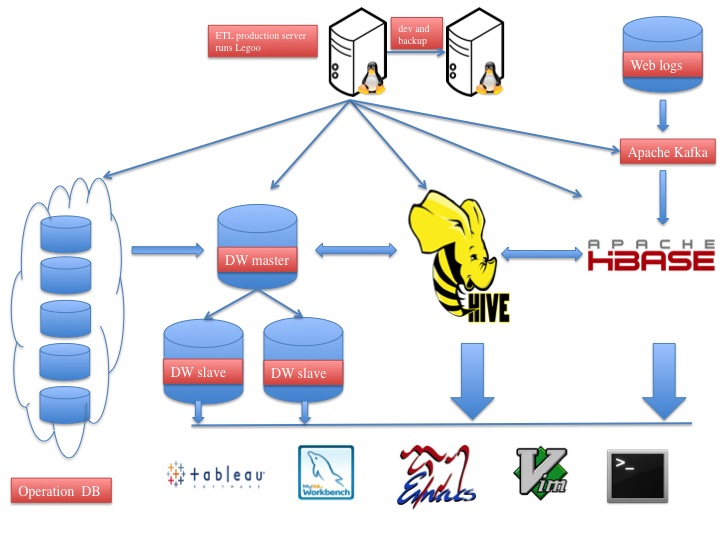 ETL production server
runs Legoo
dev and
backup
Web logs
Apache Kafka
DW master
HIVE
APACHE
HBASE
DW slave
DW slave
Operation DB
tableau
SOFTWARE
MySQL
Workbench
Emacs
Vim
>_